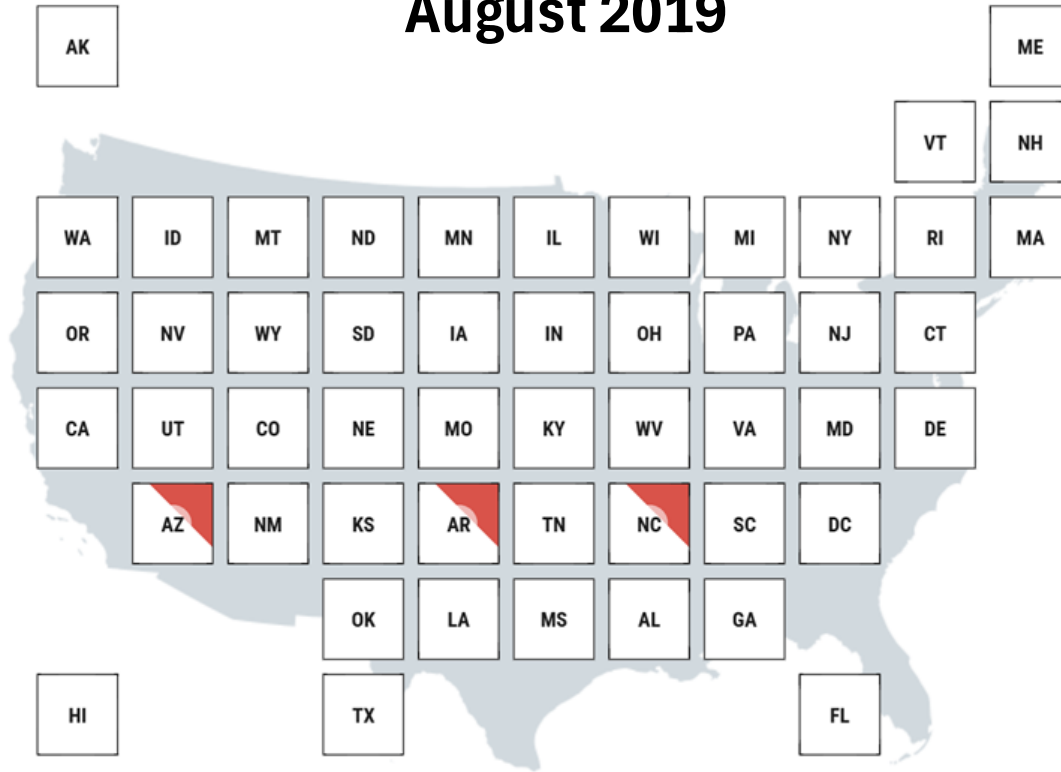 August 2019
AK ME
VT NH
WA ID MT ND MN IL WI MI NY RI MA
OR NV WY SD IA IN OH PA NJ CT
CA UT CO NE MO KY WV VA MD DE
AZ NM KS AR TN NC SC DC
OK LA MS AL GA
HI TX FL